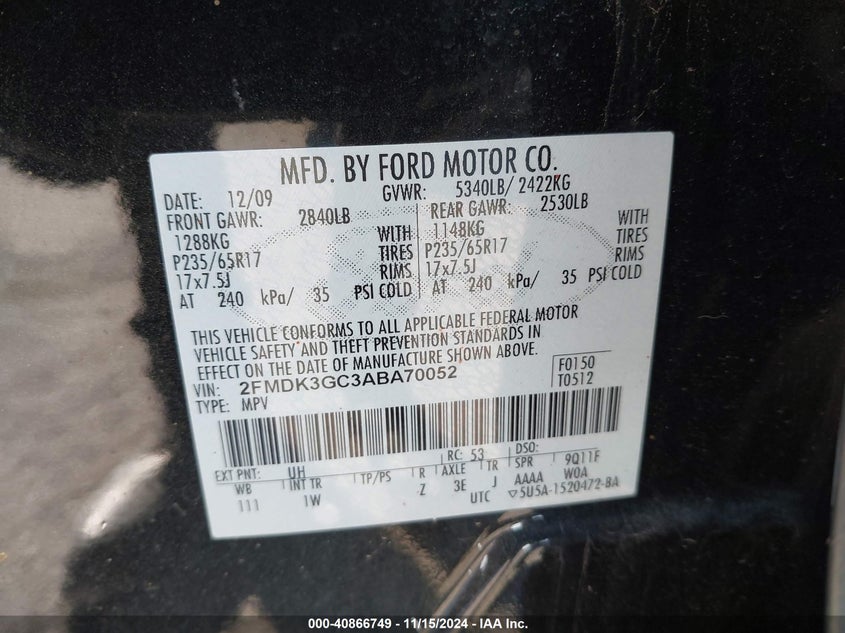 MFD. BY FORD MOTOR CO.
DATE: 12/09 GVWR: 5340LB/ 2422KG
FRONT GAWR: 2840LB REAR GAWR: 2530LB
1288KG WITH 1148KG WITH
P235/65R17 TIRES P235/65R17 TIRES
17x7.5J RIMS 17x7.5J RIMS
AT 240 kPa/ 35 PSI COLD AT 240 kPa/ 35 PSI COLD
THIS VEHICLE CONFORMS TO ALL APPLICABLE FEDERAL MOTOR
VEHICLE SAFETY AND THEFT PREVENTION STANDARDS IN
EFFECT ON THE DATE OF MANUFACTURE SHOWN ABOVE.
VIN: 2FMDK3GC3ABA70052 F0150
TYPE: MPV T0512
EXT PNT: UH RC: 53 DSO:
WB INT TR TP/PS R AXLE TR SPR 9Q11F
111 1W Z 3E J AAAA W0A
UTC ▽5U5A-1520472-BA
000-40866749 - 11/15/2024 - IAA Inc.